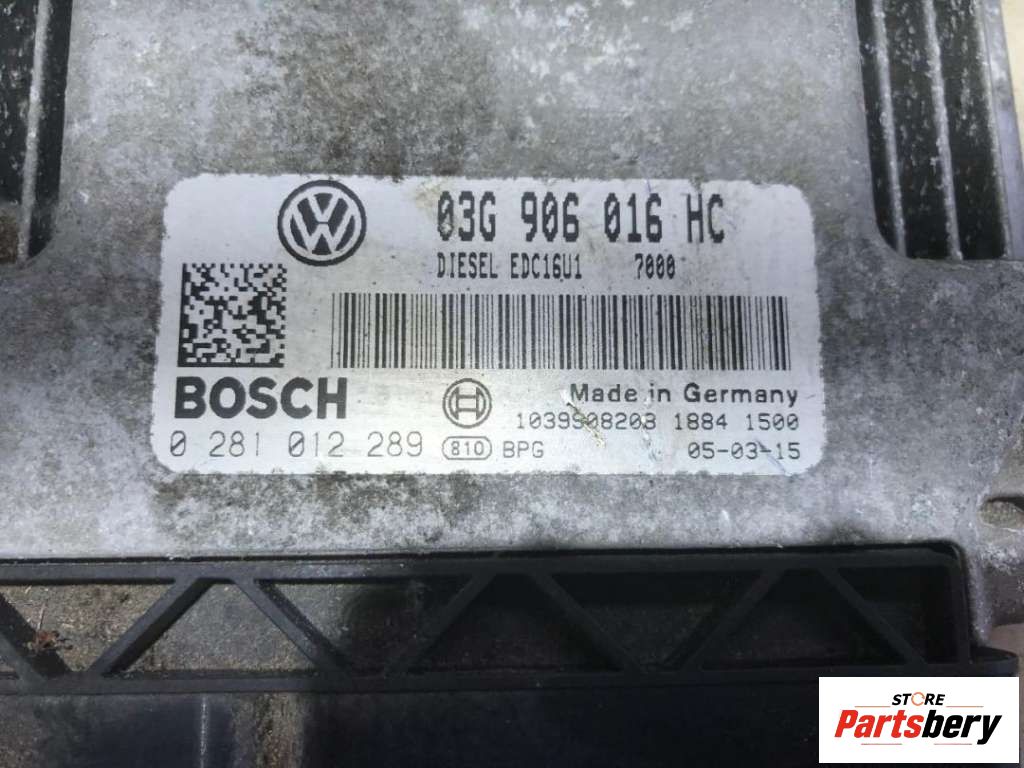 03G 906 016 HC
DIESEL EDC16U1 7000
BOSCH
Made in Germany
1039S08203 1884 1500
0 281 012 289 810 BPG 05-03-15
STORE
Partsbery